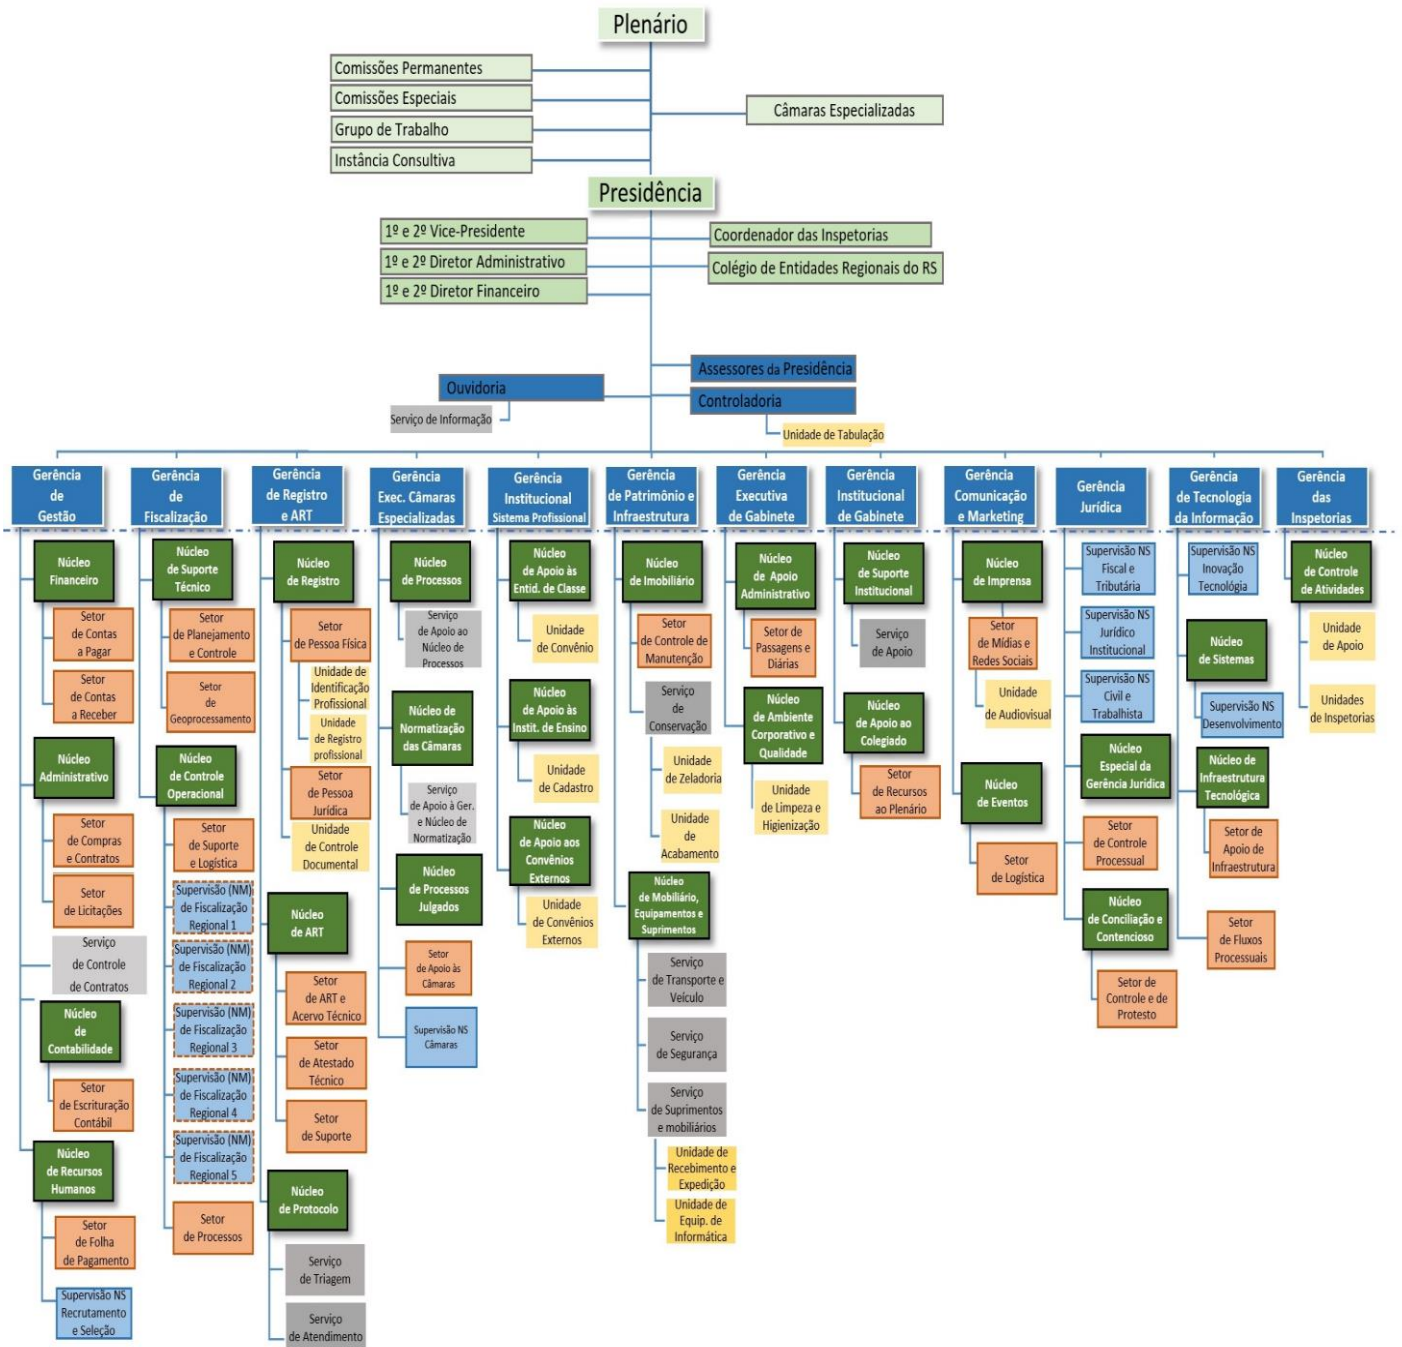 Plenário
Comissões Permanentes
Comissões Especiais
Grupo de Trabalho
Instância Consultiva
Câmaras Especializadas
Presidência
1º e 2º Vice-Presidente
1º e 2º Diretor Administrativo
1º e 2º Diretor Financeiro
Coordenador das Inspetorias
Colégio de Entidades Regionais do RS
Assessores da Presidência
Ouvidoria
Controladoria
Serviço de Informação
Unidade de Tabulação
Gerência
de
Gestão
Núcleo
Financeiro
Setor
de Contas
a Pagar
Setor
de Contas
a Receber
Núcleo
Administrativo
Setor
de Compras
e Contratos
Setor
de Licitações
Serviço
de Controle
de Contratos
Núcleo
de
Contabilidade
Setor
de Escrituração
Contábil
Núcleo
de Recursos
Humanos
Setor
de Folha
de Pagamento
Supervisão NS
Recrutamento
e Seleção
Gerência
de
Fiscalização
Núcleo
de Suporte
Técnico
Setor
de Planejamento
e Controle
Setor
de
Geoprocessamento
Núcleo
de Controle
Operacional
Setor
de Suporte
e Logística
Supervisão (NM)
de Fiscalização
Regional 1
Supervisão (NM)
de Fiscalização
Regional 2
Supervisão (NM)
de Fiscalização
Regional 3
Supervisão (NM)
de Fiscalização
Regional 4
Supervisão (NM)
de Fiscalização
Regional 5
Setor
de Processos
Gerência
de Registro
e ART
Núcleo
de Registro
Setor
de Pessoa Física
Unidade de
Identificação
Profissional
Unidade
de Registro
profissional
Setor
de Pessoa
Jurídica
Unidade
de Controle
Documental
Núcleo
de ART
Setor
de ART e
Acervo Técnico
Setor
de Atestado
Técnico
Setor
de Suporte
Núcleo
de Protocolo
Serviço
de Triagem
Serviço
de Atendimento
Gerência
Exec. Câmaras
Especializadas
Núcleo
de Processos
Serviço
de Apoio ao
Núcleo de
Processos
Núcleo de
Normatização
das Câmaras
Serviço
de Apoio à Ger.
e Núcleo de
Normatização
Núcleo
de Processos
Julgados
Setor
de Apoio às
Câmaras
Supervisão NS
Câmaras
Gerência
Institucional
Sistema Profissional
Núcleo
de Apoio às
Entid. de Classe
Unidade
de Convênio
Núcleo
de Apoio às
Instit. de Ensino
Unidade
de Cadastro
Núcleo
de Apoio aos
Convênios
Externos
Unidade
de Convênios
Externos
Gerência
de Patrimônio e
Infraestrutura
Núcleo
de Imobiliário
Setor
de Controle de
Manutenção
Serviço
de
Conservação
Unidade
de Zeladoria
Unidade
de
Acabamento
Núcleo
de Mobiliário,
Equipamentos e
Suprimentos
Serviço
de Transporte e
Veículo
Serviço
de Segurança
Serviço
de Suprimentos
e mobiliários
Unidade de
Recebimento e
Expedição
Unidade de
Equip. de
Informática
Gerência
Executiva
de Gabinete
Núcleo
de Apoio
Administrativo
Setor de
Passagens e
Diárias
Núcleo
de Ambiente
Corporativo e
Qualidade
Unidade
de Limpeza e
Higienização
Gerência
Institucional
de Gabinete
Núcleo
de Suporte
Institucional
Serviço
de Apoio
Núcleo
de Apoio ao
Colegiado
Setor
de Recursos
ao Plenário
Gerência
Comunicação
e Marketing
Núcleo
de Imprensa
Setor
de Mídias e
Redes Sociais
Unidade
de Audiovisual
Núcleo
de Eventos
Setor
de Logística
Gerência
Jurídica
Supervisão NS
Fiscal e
Tributária
Supervisão NS
Jurídico
Institucional
Supervisão NS
Civil e
Trabalhista
Núcleo
Especial da
Gerência Jurídica
Setor
de Controle
Processual
Núcleo
de Conciliação e
Contencioso
Setor de
Controle e de
Protesto
Gerência
de Tecnologia
da Informação
Supervisão NS
Inovação
Tecnológia
Núcleo
de Sistemas
Supervisão NS
Desenvolvimento
Núcleo de
Infraestrutura
Tecnológica
Setor de
Apoio de
Infraestrutura
Setor
de Fluxos
Processuais
Gerência
das
Inspetorias
Núcleo
de Controle
de Atividades
Unidade
de Apoio
Unidades
de Inspetorias